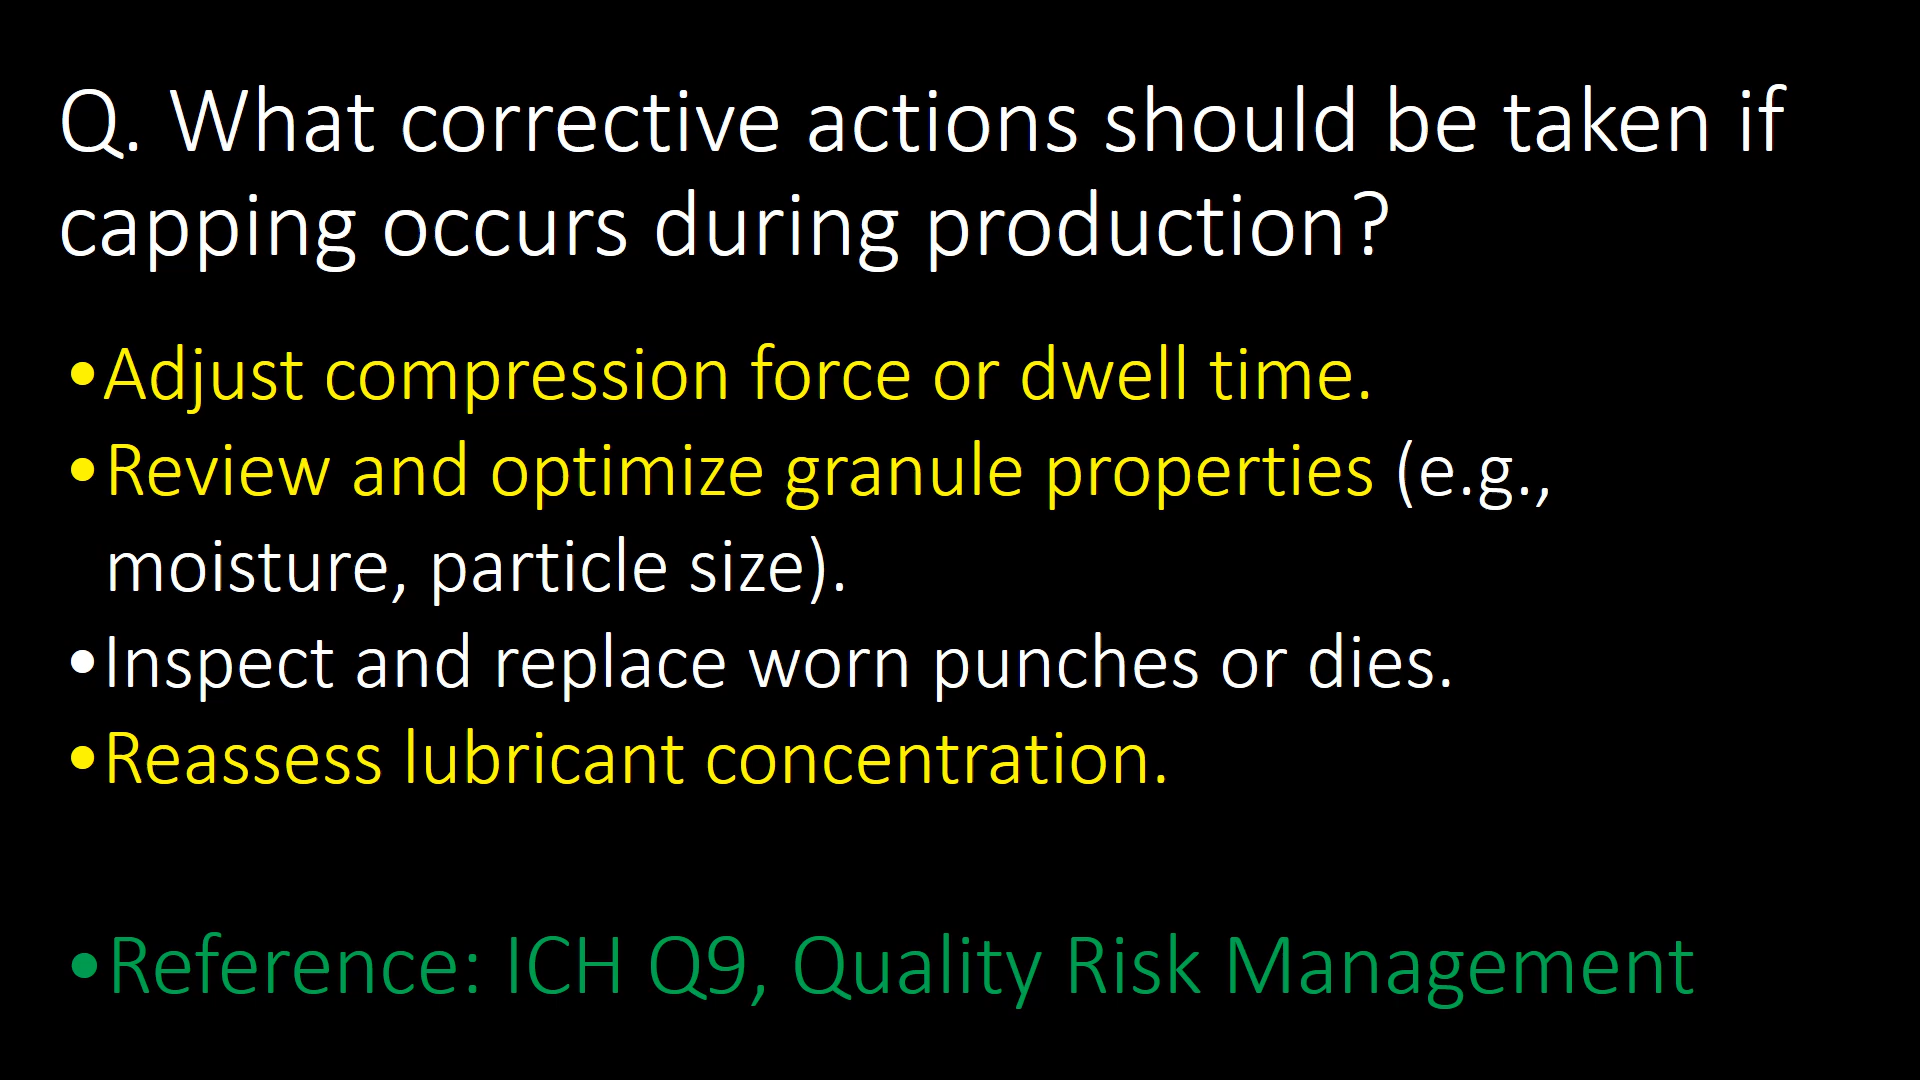 Q. What corrective actions should be taken if
capping occurs during production?
•Adjust compression force or dwell time.
•Review and optimize granule properties (e.g.,
moisture, particle size).
•Inspect and replace worn punches or dies.
•Reassess lubricant concentration.
•Reference: ICH Q9, Quality Risk Management